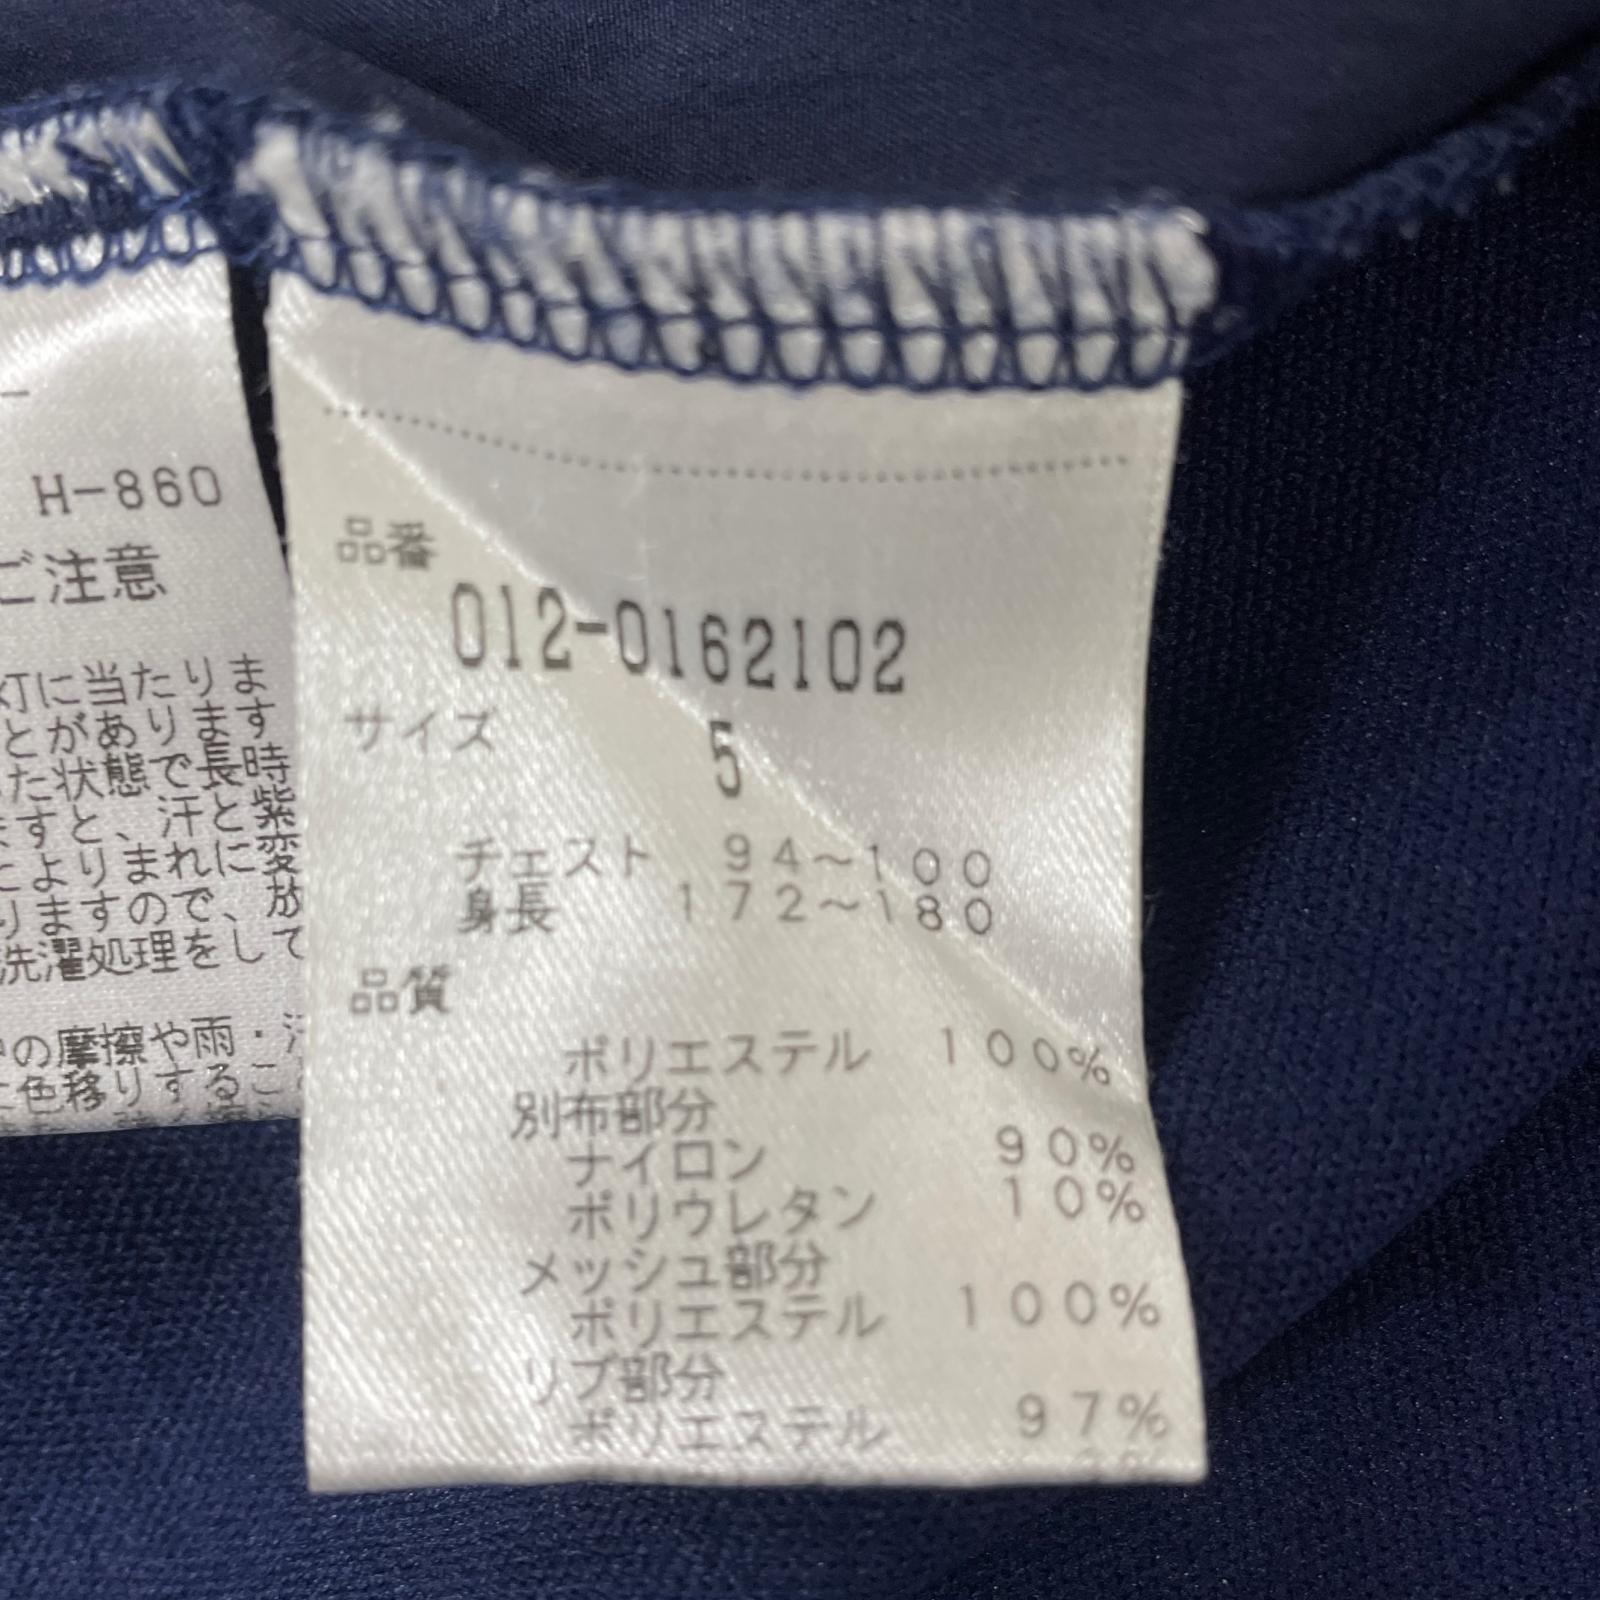 H-860
ご注意
灯に当たりま
とがあります
た状態で長時
ますと、汗と紫
によりまれに変
りますので、放
洗濯処理をして
の摩擦や雨・汗
色移りするこ
品番
012-0162102
サイズ 5
チェスト 94~100
身長 172~180
品質
ポリエステル 100%
別布部分
ナイロン 90%
ポリウレタン 10%
メッシュ部分
ポリエステル 100%
リブ部分
ポリエステル 97%